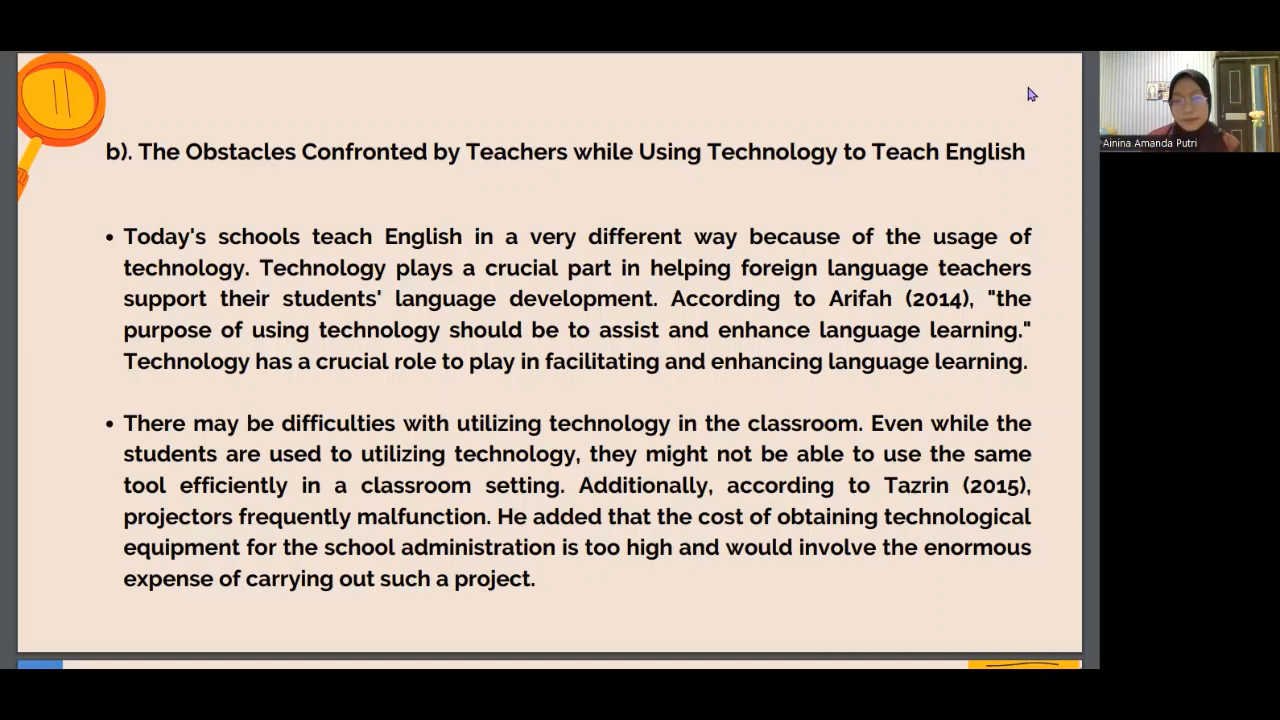 b). The Obstacles Confronted by Teachers while Using Technology to Teach English
• Today's schools teach English in a very different way because of the usage of
technology. Technology plays a crucial part in helping foreign language teachers
support their students' language development. According to Arifah (2014), "the
purpose of using technology should be to assist and enhance language learning."
Technology has a crucial role to play in facilitating and enhancing language learning.
• There may be difficulties with utilizing technology in the classroom. Even while the
students are used to utilizing technology, they might not be able to use the same
tool efficiently in a classroom setting. Additionally, according to Tazrin (2015),
projectors frequently malfunction. He added that the cost of obtaining technological
equipment for the school administration is too high and would involve the enormous
expense of carrying out such a project.
Ainina Amanda Putri